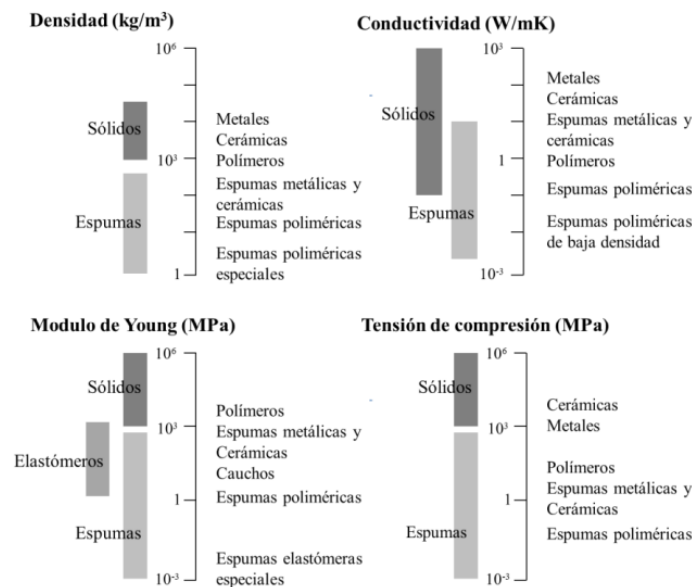 Densidad (kg/m³)
10⁶
Sólidos
10³
Espumas
1
Metales
Cerámicas
Polímeros
Espumas metálicas y
cerámicas
Espumas poliméricas
Espumas poliméricas
especiales
Conductividad (W/mK)
10³
Sólidos
1
Espumas
10⁻³
Metales
Cerámicas
Espumas metálicas y
cerámicas
Polímeros
Espumas poliméricas
Espumas poliméricas
de baja densidad
Modulo de Young (MPa)
10⁶
Sólidos
10³
Elastómeros
1
Espumas
10⁻³
Polímeros
Espumas metálicas y
Cerámicas
Cauchos
Espumas poliméricas
Espumas elastómeras
especiales
Tensión de compresión (MPa)
10⁶
Sólidos
10³
1
Espumas
10⁻³
Cerámicas
Metales
Polímeros
Espumas metálicas y
Cerámicas
Espumas poliméricas